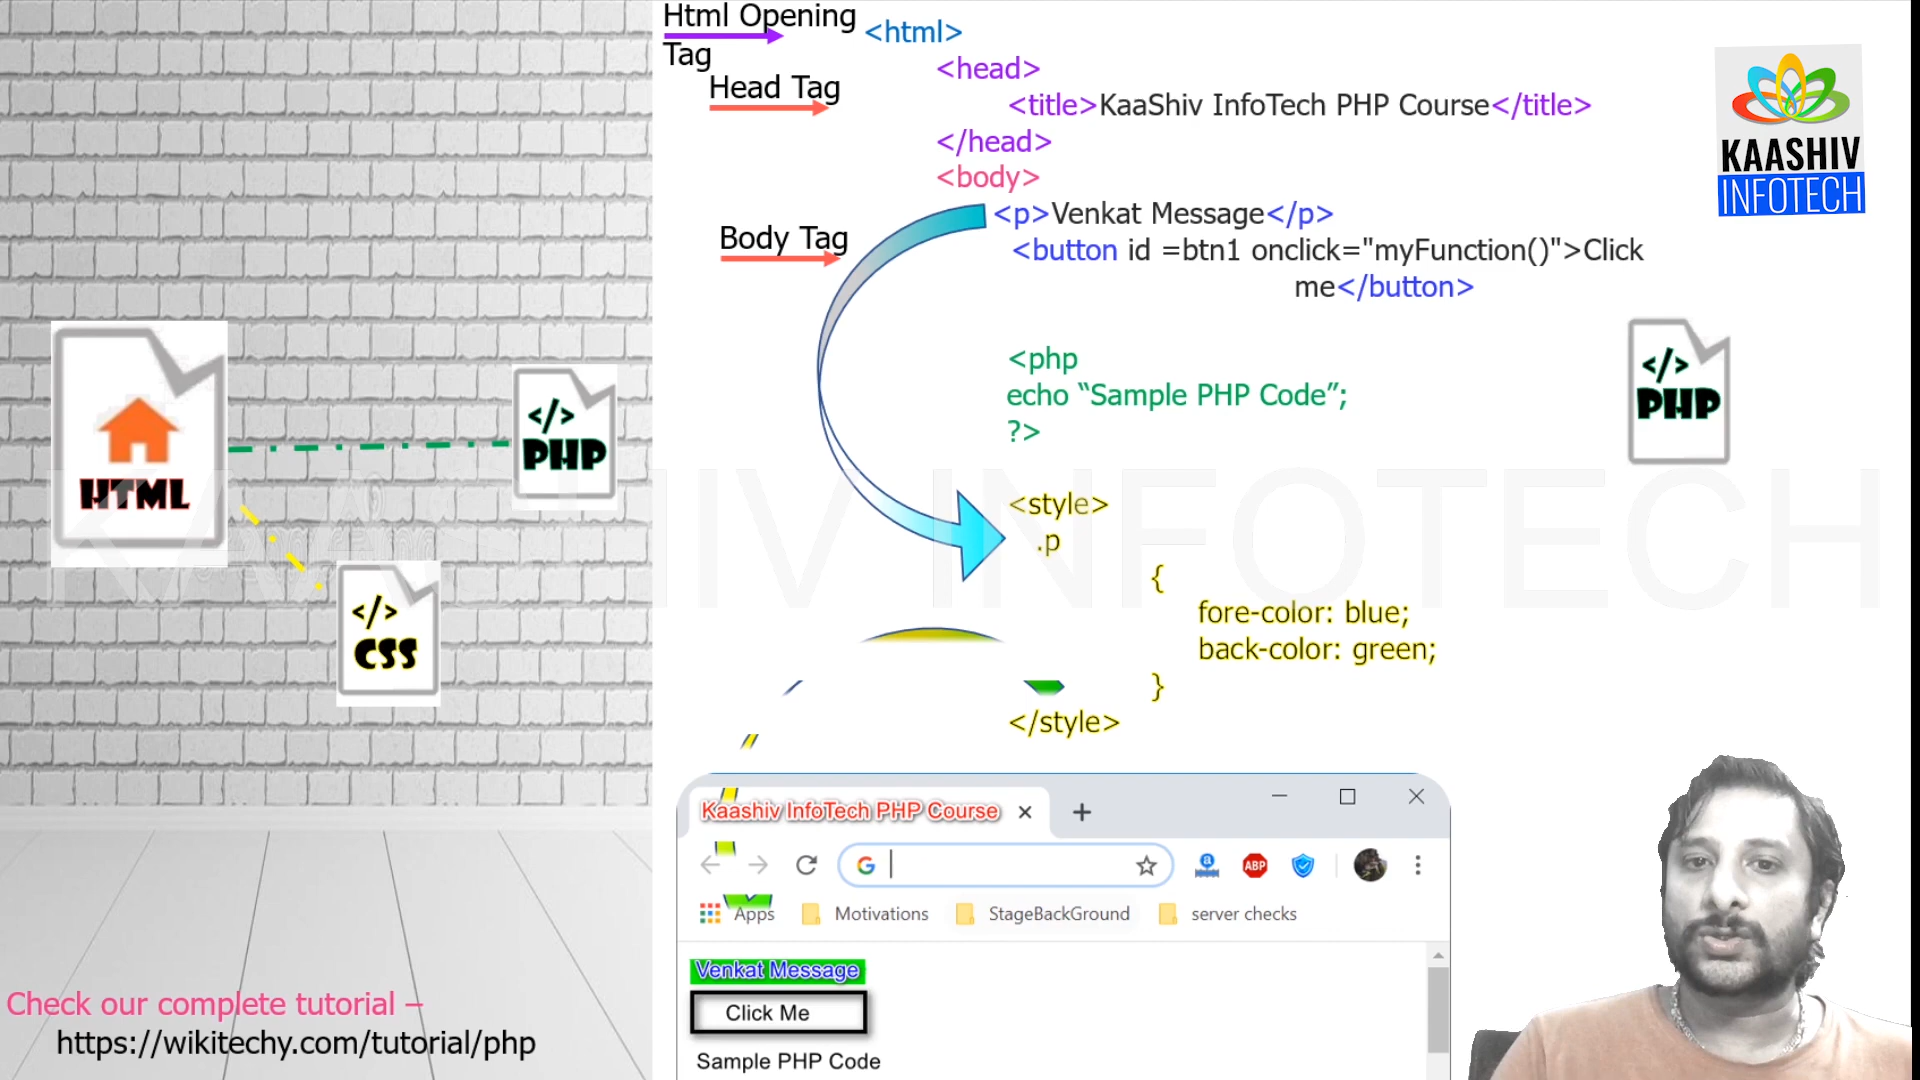 Html Opening
Tag
<html>
Head Tag
<head>
<title>KaaShiv InfoTech PHP Course</title>
</head>
<body>
Body Tag
<p>Venkat Message</p>
<button id =btn1 onclick="myFunction()">Click
me</button>
<php
echo “Sample PHP Code”;
?>
<style>
.p
{
fore-color: blue;
back-color: green;
}
</style>
KAASHIV
INFOTECH
</>
PHP
HTML
</>
PHP
</>
CSS
KAASHIV INFOTECH
Kaashiv InfoTech PHP Course
G
a
ABP
Apps
Motivations
StageBackGround
server checks
Venkat Message
Click Me
Sample PHP Code
Check our complete tutorial –
https://wikitechy.com/tutorial/php